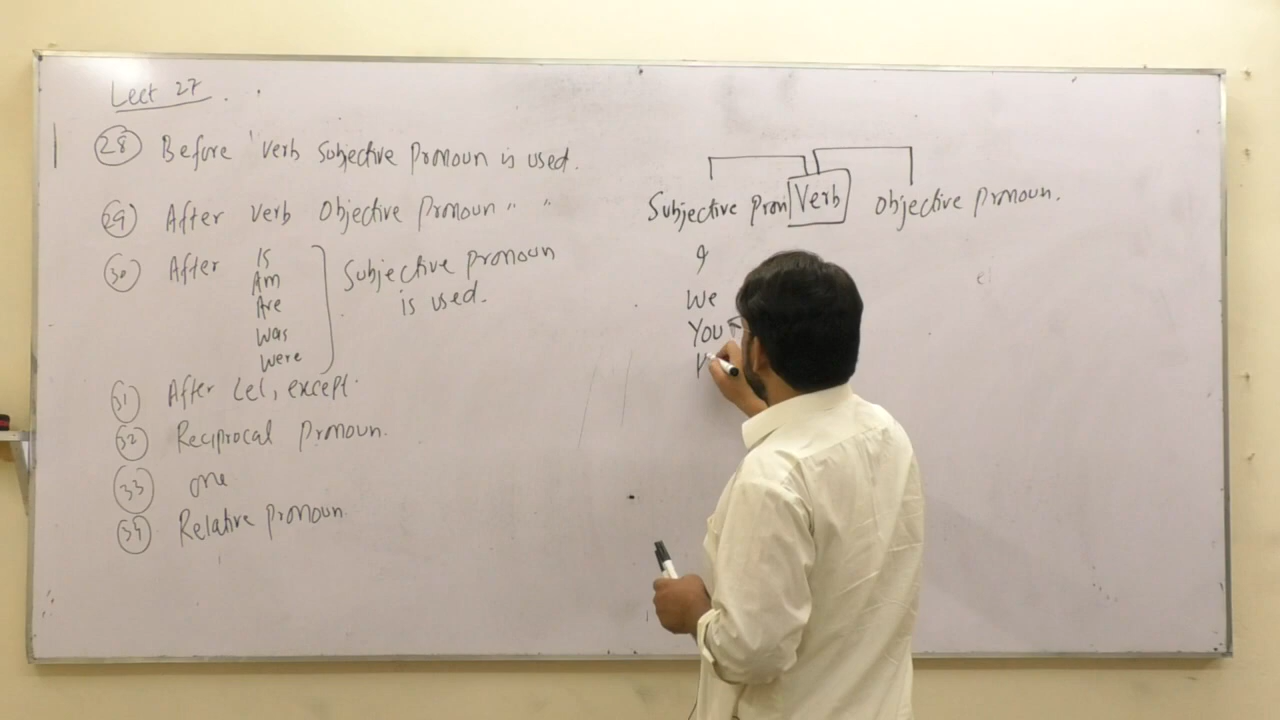 Lect 27
28 Before verb Subjective Pronoun is used.
29 After verb Objective Pronoun " "
30 After Is Am Are Was Were Subjective pronoun is used.
31 After Let, except.
32 Reciprocal Pronoun.
33 one
34 Relative pronoun.
Subjective Pron Verb objective pronoun.
I
We
You